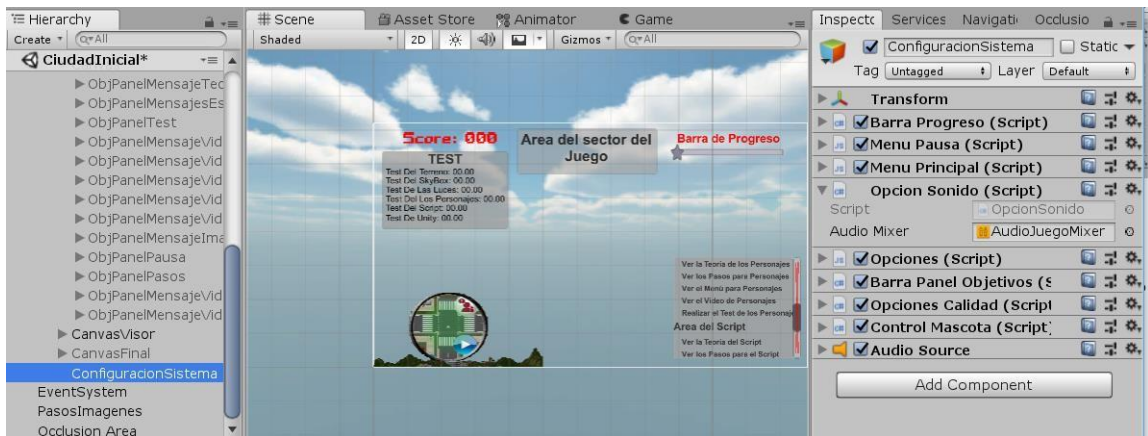 Hierarchy
Create
All
CiudadInicial*
ObjPanelMensajeTec
ObjPanelMensajesEs
ObjPanelTest
ObjPanelMensajeVid
ObjPanelMensajeVid
ObjPanelMensajeVid
ObjPanelMensajeVid
ObjPanelMensajeVid
ObjPanelMensajeIma
ObjPanelPausa
ObjPanelPasos
ObjPanelMensajeVid
ObjPanelMensajeVid
CanvasVisor
CanvasFinal
ConfiguracionSistema
EventSystem
PasosImagenes
Occlusion Area
Scene Asset Store Animator Game
Shaded 2D Gizmos All
Score: 000
TEST
Test Del Terreno: 00.00
Test Del SkyBox: 00.00
Test De Las Luces: 00.00
Test Del Los Personajes: 00.00
Test Del Script: 00.00
Test De Unity: 00.00
Area del sector del
Juego
Barra de Progreso
Ver la Teoria de los Personajes
Ver los Pasos para Personajes
Ver el Menú para Personajes
Ver el Video de Personajes
Realizar el Test de los Personaje
Area del Script
Ver la Teoria del Script
Ver los Pasos para el Script
Inspecto Services Navigati Occlusio
ConfiguracionSistema Static
Tag Untagged Layer Default
Transform
Barra Progreso (Script)
Menu Pausa (Script)
Menu Principal (Script)
Opcion Sonido (Script)
Script OpcionSonido
Audio Mixer AudioJuegoMixer
Opciones (Script)
Barra Panel Objetivos (S
Opciones Calidad (Script
Control Mascota (Script)
Audio Source
Add Component